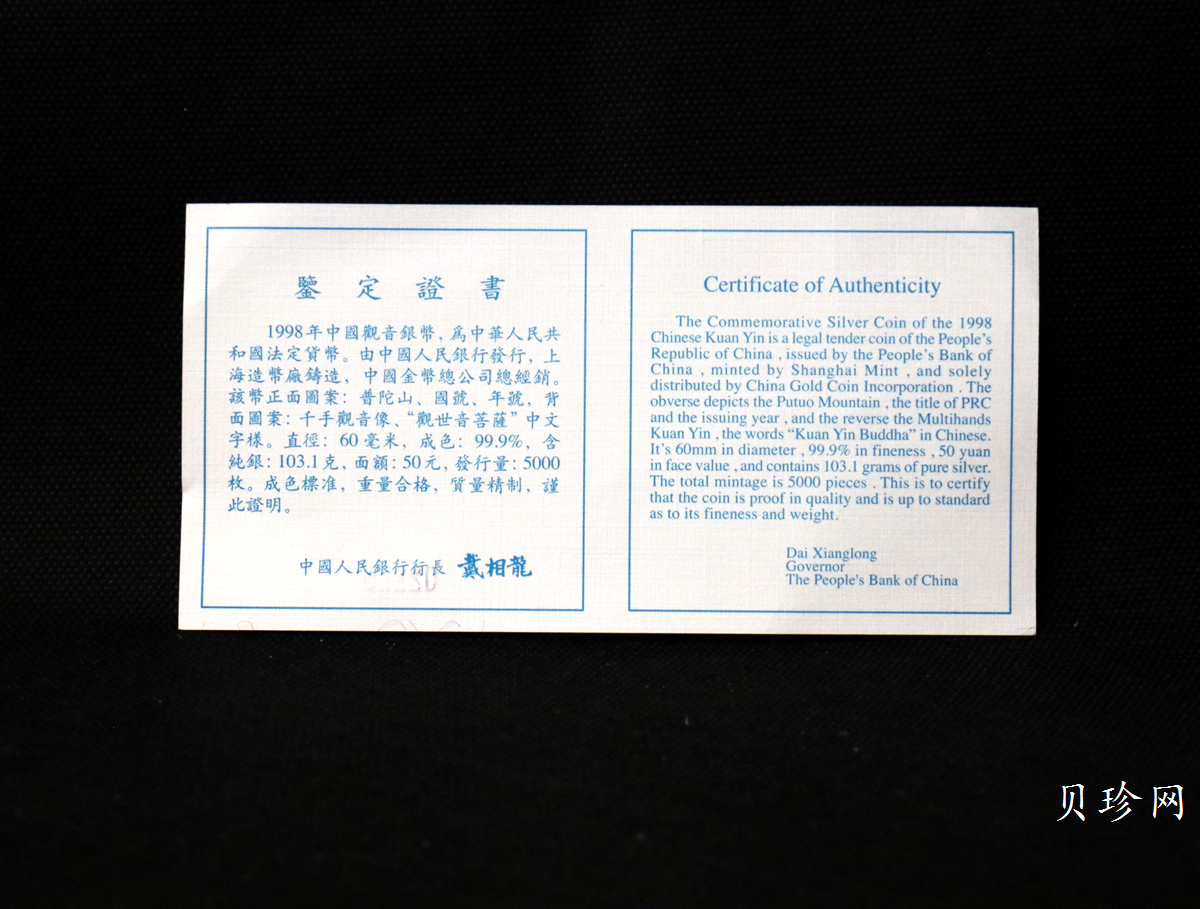 鑒定證書
1998年中國觀音銀幣，爲中華人民共
和國法定貨幣。由中國人民銀行發行，上
海造幣廠鑄造，中國金幣總公司總經銷。
該幣正面圖案：普陀山、國號、年號，背
面圖案：千手觀音像、“觀世音菩薩”中文
字樣。直徑：60毫米，成色：99.9%，含
純銀：103.1克，面額：50元，發行量：5000
枚。成色標准，重量合格，質量精制，謹
此證明。
中國人民銀行行長 戴相龍
Certificate of Authenticity
The Commemorative Silver Coin of the 1998
Chinese Kuan Yin is a legal tender coin of the People's
Republic of China , issued by the People's Bank of
China , minted by Shanghai Mint , and solely
distributed by China Gold Coin Incorporation . The
obverse depicts the Putuo Mountain , the title of PRC
and the issuing year , and the reverse the Multihands
Kuan Yin , the words “Kuan Yin Buddha” in Chinese.
It's 60mm in diameter , 99.9% in fineness , 50 yuan
in face value , and contains 103.1 grams of pure silver.
The total mintage is 5000 pieces . This is to certify
that the coin is proof in quality and is up to standard
as to its fineness and weight.
Dai Xianglong
Governor
The People's Bank of China
贝珍网